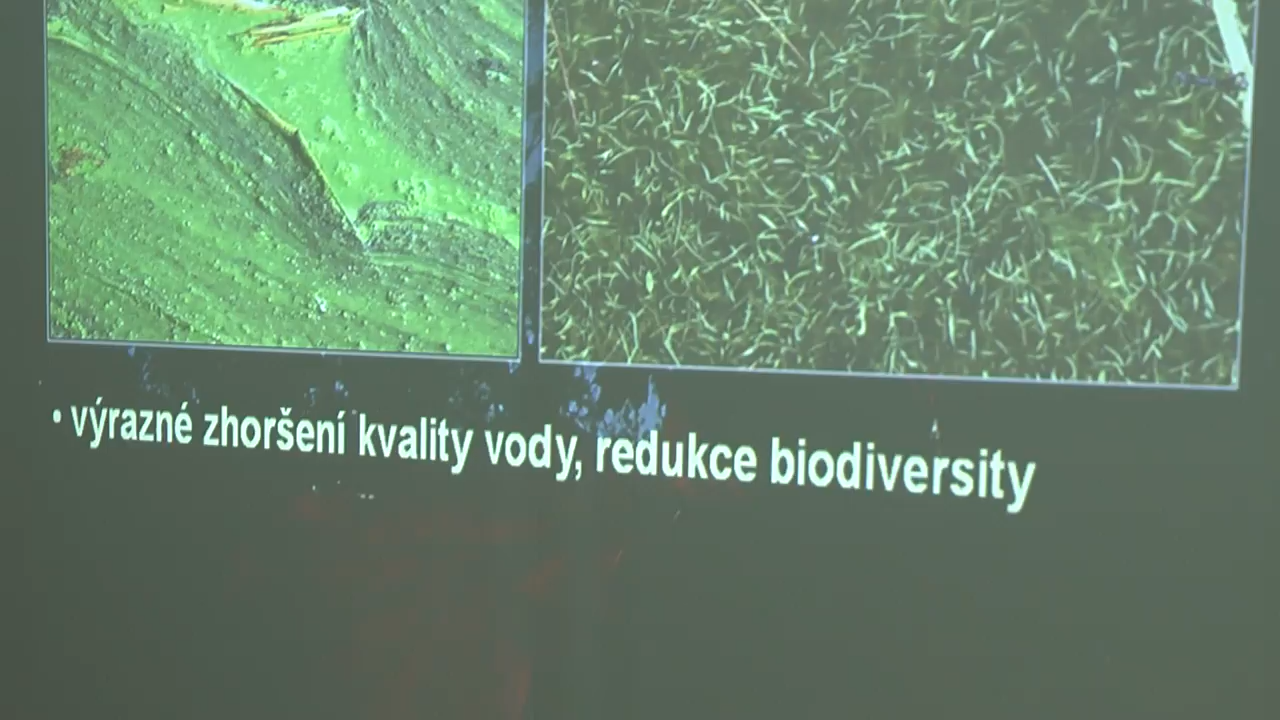 • výrazné zhoršení kvality vody, redukce biodiversity